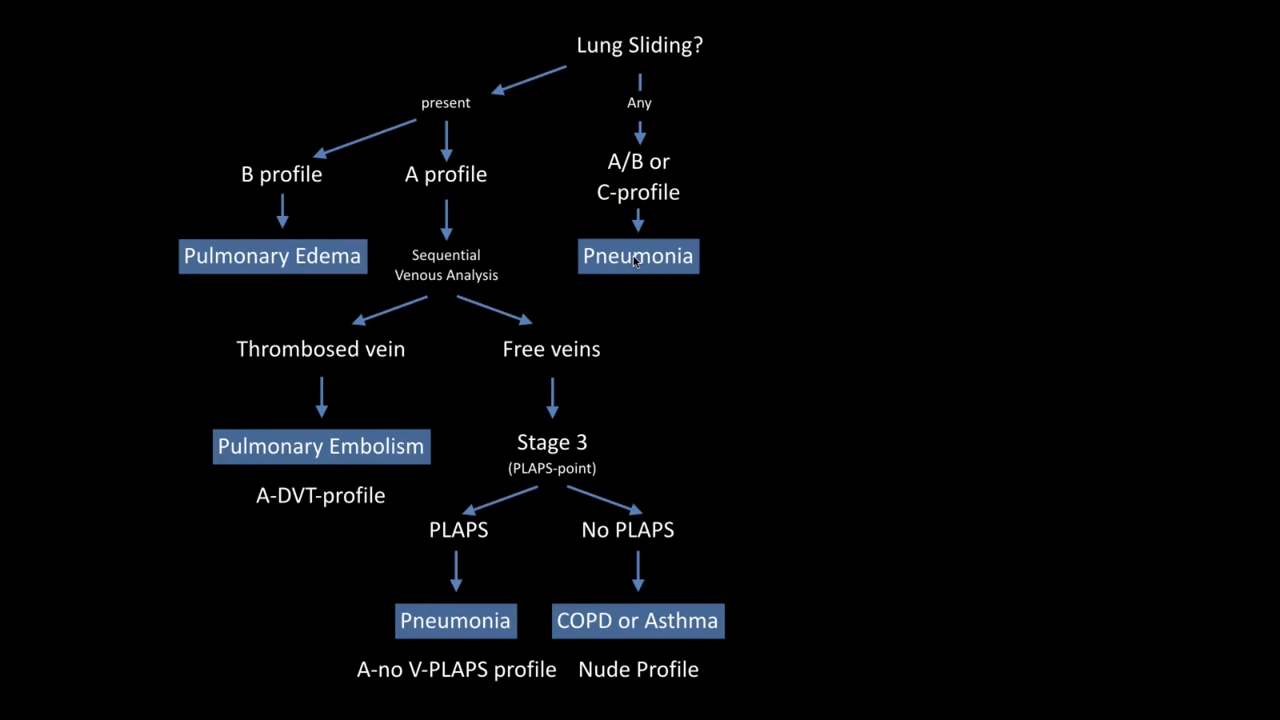 Lung Sliding?
present
Any
B profile
A profile
A/B or
C-profile
Pulmonary Edema
Sequential
Venous Analysis
Pneumonia
Thrombosed vein
Free veins
Pulmonary Embolism
A-DVT-profile
Stage 3
(PLAPS-point)
PLAPS
No PLAPS
Pneumonia
COPD or Asthma
A-no V-PLAPS profile
Nude Profile